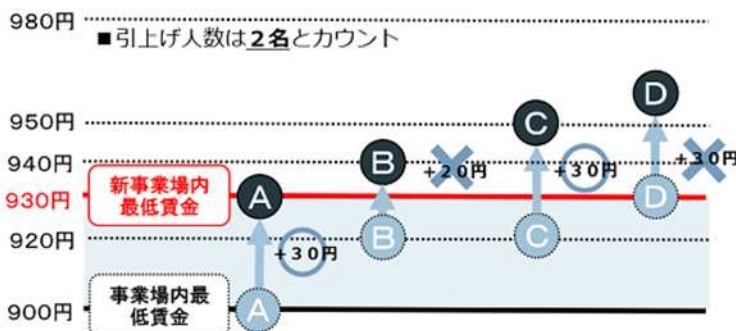 980円
■引上げ人数は2名とカウント
950円
940円
930円
920円
900円
新事業場内
最低賃金
事業場内最
低賃金
A
A
+30円
B
B
+20円
C
C
+30円
D
D
+30円